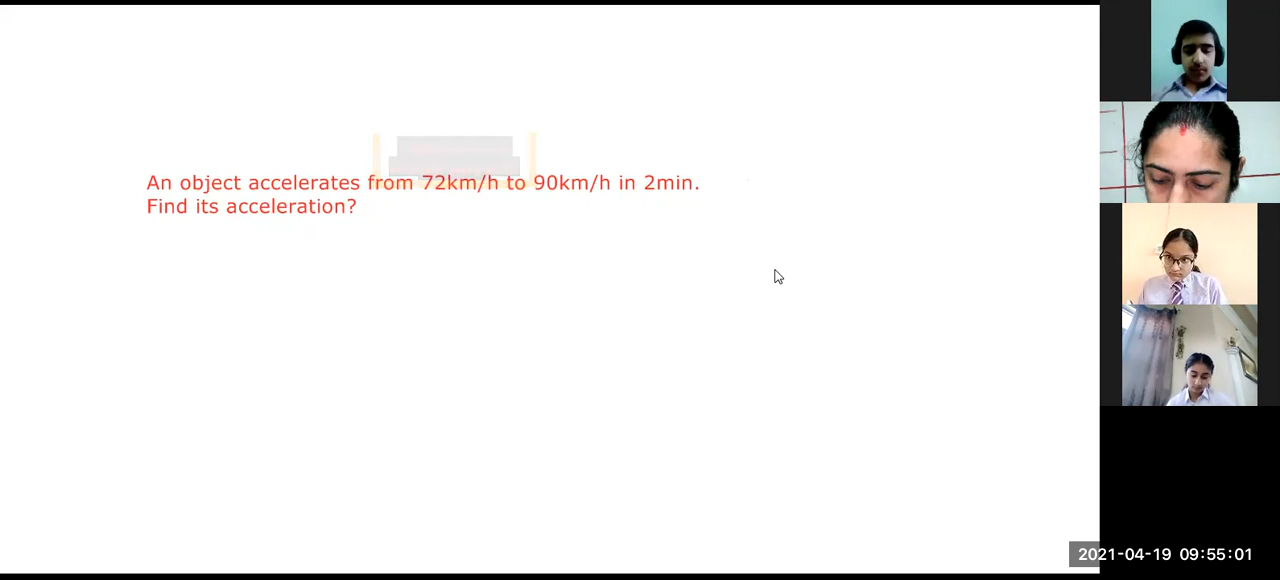 An object accelerates from 72km/h to 90km/h in 2min.
Find its acceleration?
2021-04-19 09:55:01